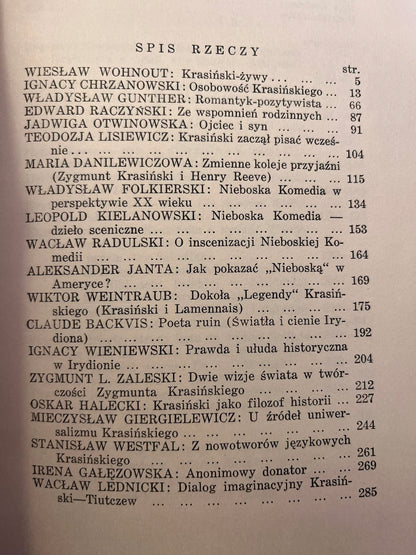 SPIS RZECZY
str.
WIESŁAW WOHNOUT: Krasiński-żywy . . . ... ... 5
IGNACY CHRZANOWSKI: Osobowość Krasińskiego ... 13
WŁADYSŁAW GUNTHER: Romantyk-pozytywista ... 66
EDWARD RACZYŃSKI: Ze wspomnień rodzinnych ... 87
JADWIGA OTWINOWSKA: Ojciec i syn ... ... ... 91
TEODOZJA LISIEWICZ: Krasiński zaczął pisać wcześ-
nie ... ... ... ... ... ... ... ... ... ... 104
MARIA DANILEWICZOWA: Zmienne koleje przyjaźni
(Zygmunt Krasiński i Henry Reeve) ... ... ... 115
WŁADYSŁAW FOLKIERSKI: Nieboska Komedia w
perspektywie XX wieku ... ... ... ... ... ... 134
LEOPOLD KIELANOWSKI: Nieboska Komedia —
dzieło sceniczne ... ... ... ... ... ... ... 153
WACŁAW RADULSKI: O inscenizacji Nieboskiej Ko-
medii ... ... ... ... ... ... ... ... ... 164
ALEKSANDER JANTA: Jak pokazać „Nieboską” w
Ameryce? ... ... ... ... ... ... ... ... 169
WIKTOR WEINTRAUB: Dokoła „Legendy” Krasiń-
skiego (Krasiński i Lamennais) ... ... ... ... 175
CLAUDE BACKVIS: Poeta ruin (Światła i cienie Iry-
diona) ... ... ... ... ... ... ... ... ... 192
IGNACY WIENIEWSKI: Prawda i ułuda historyczna
w Irydionie ... ... ... ... ... ... ... ... 204
ZYGMUNT L. ZALESKI: Dwie wizje świata w twór-
czości Zygmunta Krasińskiego ... ... ... ... 212
OSKAR HALECKI: Krasiński jako filozof historii ... 227
MIECZYSŁAW GIERGIELEWICZ: U źródeł uniwer-
salizmu Krasińskiego ... ... ... ... ... ... 244
STANISŁAW WESTFAL: Z nowotworów językowych
Krasińskiego ... ... ... ... ... ... ... 261
IRENA GAŁĘZOWSKA: Anonimowy donator ... ... 269
WACŁAW LEDNICKI: Dialog imaginacyjny Krasiń-
ski—Tiutczew ... ... ... ... ... ... ... 285